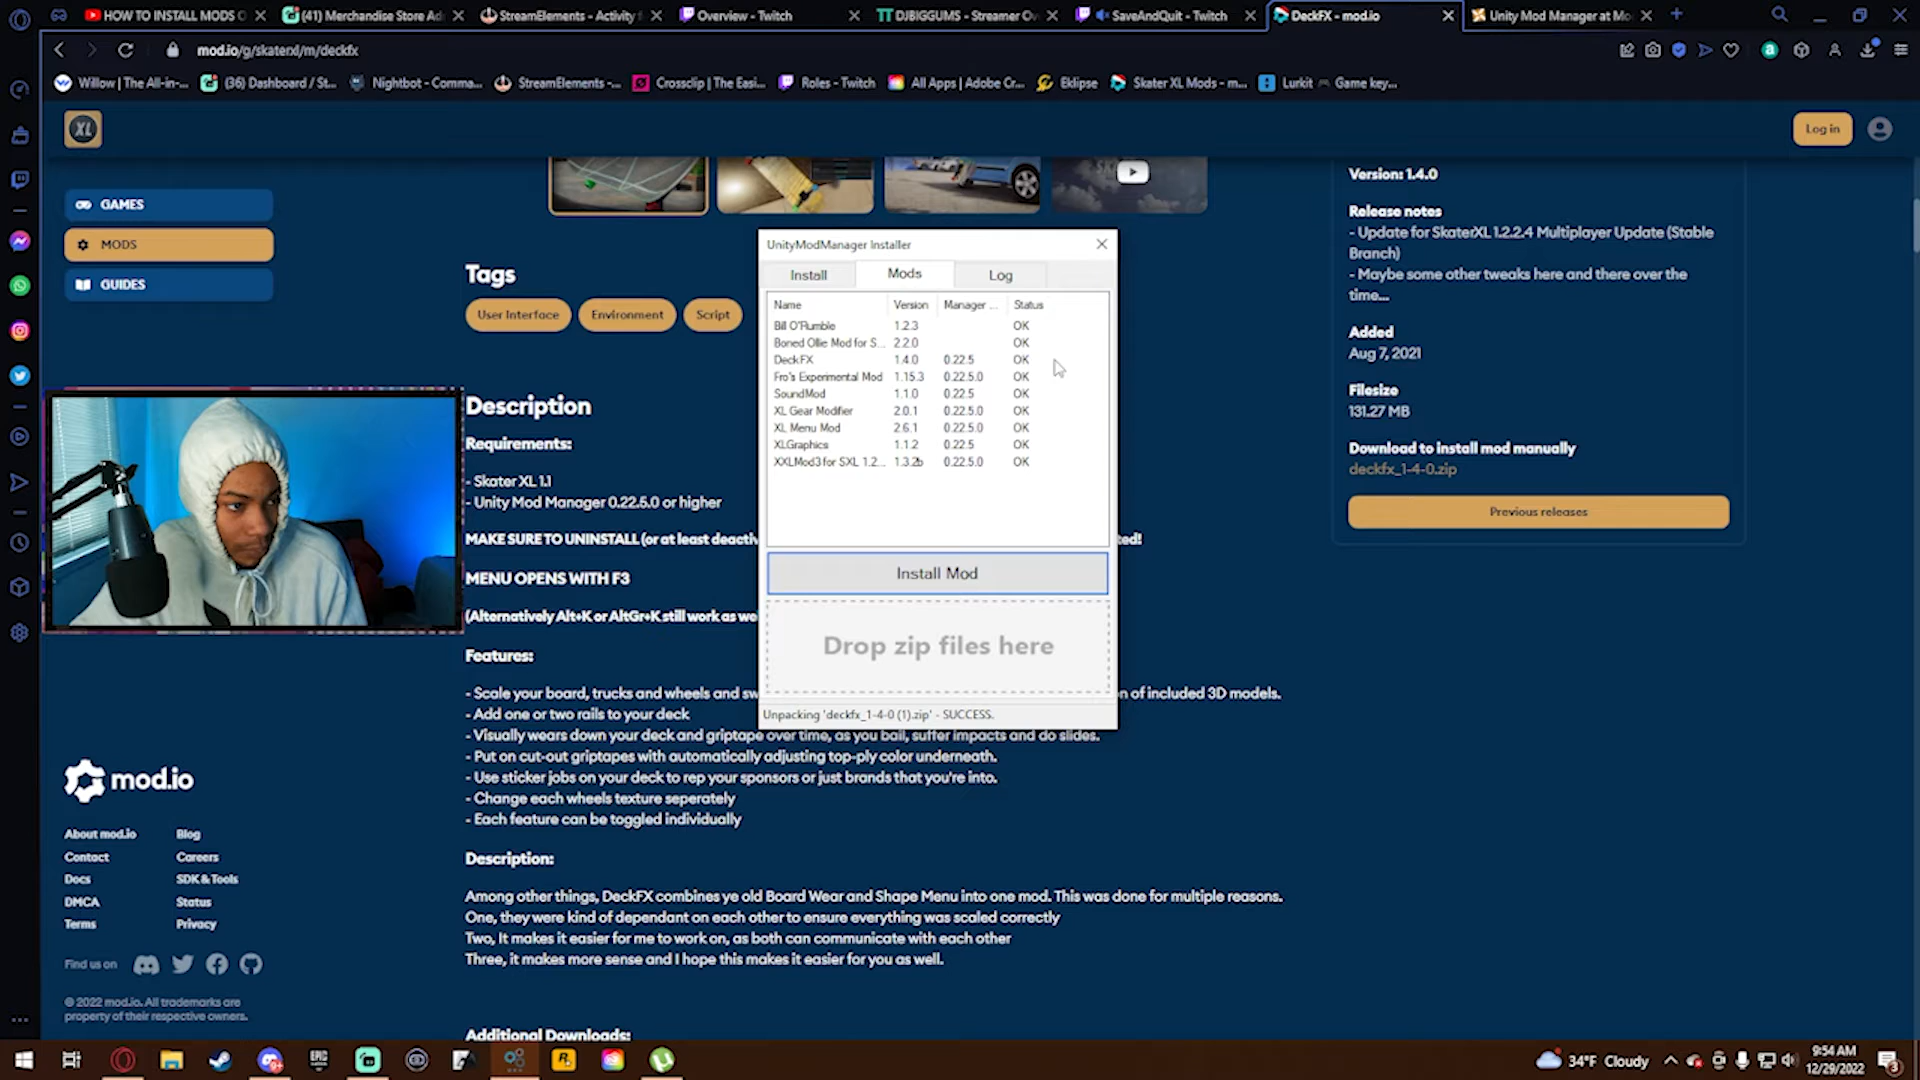 HOW TO INSTALL MODS O
(41) Merchandise Store Ad
StreamElements - Activity f
Overview - Twitch
DJBIGGUMS - Streamer Ov
SaveAndQuit - Twitch
DeckFX - mod.io
Unity Mod Manager at Mo
mod.io/g/skaterxl/m/deckfx
Willow | The All-in-...
(36) Dashboard / St...
Nightbot - Comma...
StreamElements -...
Crossclip | The Easi...
Roles - Twitch
All Apps | Adobe Cr...
Eklipse
Skater XL Mods - m...
Lurkit 🎮 Game key...
XL
Log in
GAMES
MODS
GUIDES
Tags
User Interface
Environment
Script
Description
Requirements:
- Skater XL 1.1
- Unity Mod Manager 0.22.5.0 or higher
MAKE SURE TO UNINSTALL (or at least deactiv
ted!
MENU OPENS WITH F3
(Alternatively Alt+K or AltGr+K still work as we
Features:
- Scale your board, trucks and wheels and sw
n of included 3D models.
- Add one or two rails to your deck
- Visually wears down your deck and griptape over time, as you bail, suffer impacts and do slides.
- Put on cut-out griptapes with automatically adjusting top-ply color underneath.
- Use sticker jobs on your deck to rep your sponsors or just brands that you're into.
- Change each wheels texture seperately
- Each feature can be toggled individually
Description:
Among other things, DeckFX combines ye old Board Wear and Shape Menu into one mod. This was done for multiple reasons.
One, they were kind of dependant on each other to ensure everything was scaled correctly
Two, It makes it easier for me to work on, as both can communicate with each other
Three, it makes more sense and I hope this makes it easier for you as well.
Additional Downloads:
UnityModManager Installer
Install Mods Log
Name Version Manager ... Status
Bill O'Rumble 1.2.3 OK
Boned Ollie Mod for S... 2.2.0 OK
DeckFX 1.4.0 0.22.5 OK
Fro's Experimental Mod 1.15.3 0.22.5.0 OK
SoundMod 1.1.0 0.22.5 OK
XL Gear Modifier 2.0.1 0.22.5.0 OK
XL Menu Mod 2.6.1 0.22.5.0 OK
XLGraphics 1.1.2 0.22.5 OK
XXLMod3 for SXL 1.2... 1.3.2b 0.22.5.0 OK
Install Mod
Drop zip files here
Unpacking 'deckfx_1-4-0 (1).zip' - SUCCESS.
Version: 1.4.0
Release notes
- Update for SkaterXL 1.2.2.4 Multiplayer Update (Stable
Branch)
- Maybe some other tweaks here and there over the
time...
Added
Aug 7, 2021
Filesize
131.27 MB
Download to install mod manually
deckfx_1-4-0.zip
Previous releases
mod.io
About mod.io Blog
Contact Careers
Docs SDK & Tools
DMCA Status
Terms Privacy
Find us on
© 2022 mod.io. All trademarks are
property of their respective owners.
34°F Cloudy
9:54 AM
12/29/2022
3